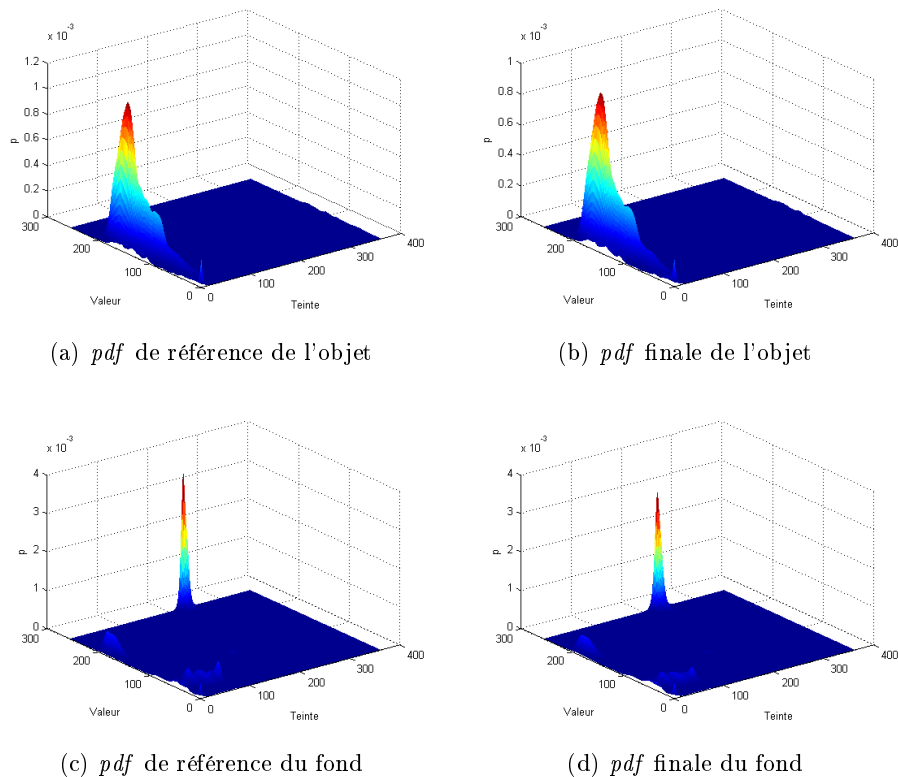 x 10^-3
1.2
1
0.8
0.6
0.4
0.2
0
p
300
200
100
0
Valeur
0
100
200
300
400
Teinte
(a) pdf de référence de l'objet
x 10^-3
1
0.8
0.6
0.4
0.2
0
p
300
200
100
0
Valeur
0
100
200
300
400
Teinte
(b) pdf finale de l'objet
x 10^-3
4
3
2
1
0
p
300
200
100
0
Valeur
0
100
200
300
400
Teinte
(c) pdf de référence du fond
x 10^-3
4
3
2
1
0
p
300
200
100
0
Valeur
0
100
200
300
400
Teinte
(d) pdf finale du fond